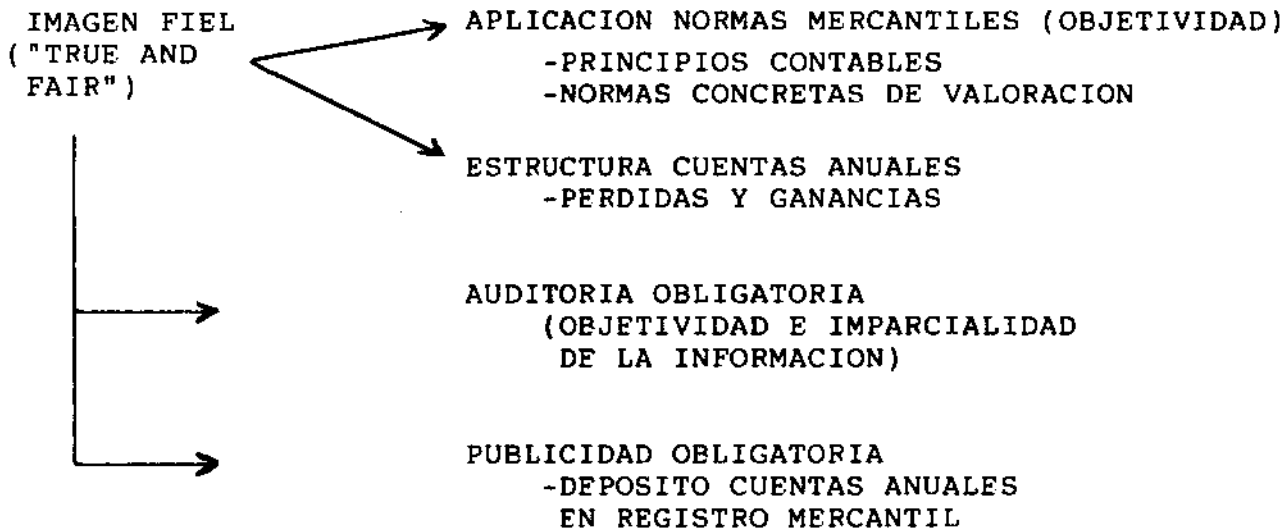 IMAGEN FIEL
("TRUE AND
FAIR")
APLICACION NORMAS MERCANTILES (OBJETIVIDAD)
-PRINCIPIOS CONTABLES
-NORMAS CONCRETAS DE VALORACION
ESTRUCTURA CUENTAS ANUALES
-PERDIDAS Y GANANCIAS
AUDITORIA OBLIGATORIA
(OBJETIVIDAD E IMPARCIALIDAD
DE LA INFORMACION)
PUBLICIDAD OBLIGATORIA
-DEPOSITO CUENTAS ANUALES
EN REGISTRO MERCANTIL